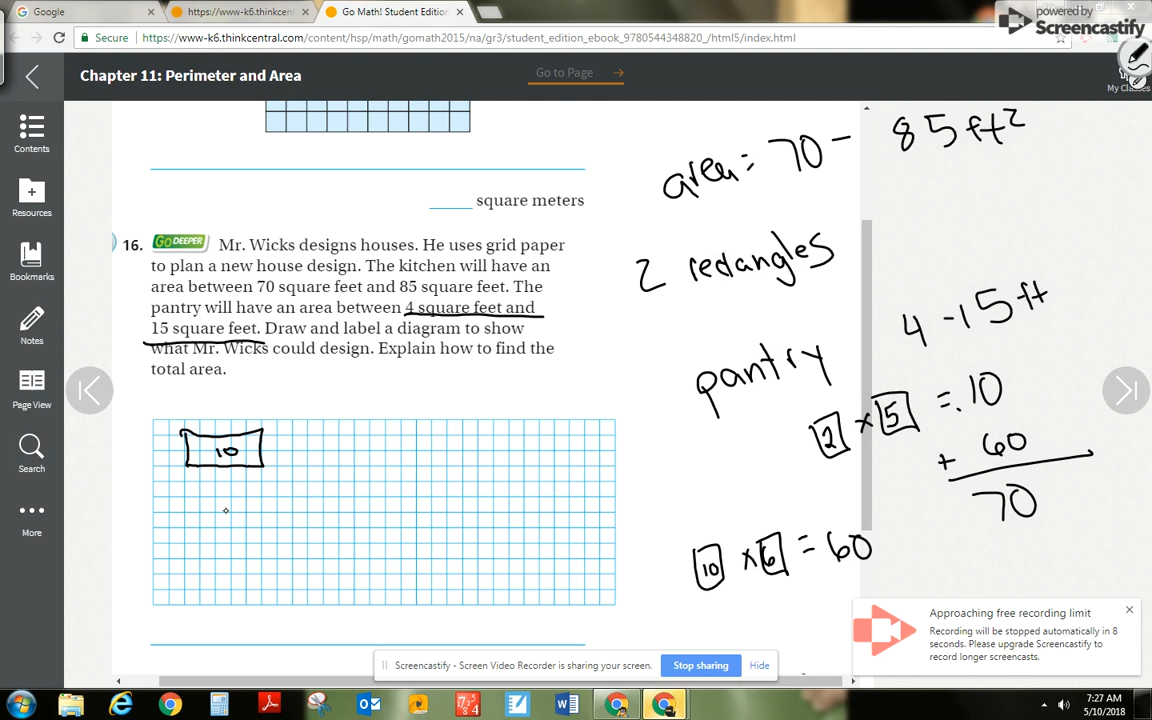 Google
https://www-k6.thinkcent
Go Math! Student Edition
powered by
Screencastify
Secure
https://www-k6.thinkcentral.com/content/hsp/math/gomath2015/na/gr3/student_edition_ebook_9780544348820_/html5/index.html
Chapter 11: Perimeter and Area
Go to Page
My Classes
Contents
Resources
Bookmarks
Notes
Page View
Search
More
square meters
16. Go DEEPER Mr. Wicks designs houses. He uses grid paper
to plan a new house design. The kitchen will have an
area between 70 square feet and 85 square feet. The
pantry will have an area between 4 square feet and
15 square feet. Draw and label a diagram to show
what Mr. Wicks could design. Explain how to find the
total area.
10
area = 70 - 85 ft²
2 rectangles
4 - 15 ft
pantry
2 x 5 = 10
+ 60
70
10 x 6 = 60
Approaching free recording limit
Recording will be stopped automatically in 8
seconds. Please upgrade Screencastify to
record longer screencasts.
Screencastify - Screen Video Recorder is sharing your screen.
Stop sharing
Hide
7:27 AM
5/10/2018